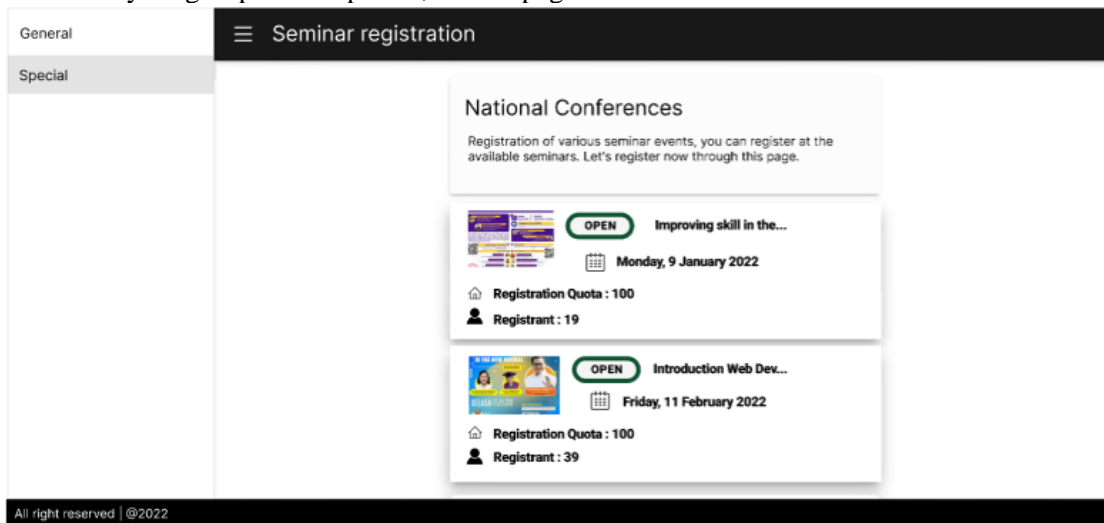 General
Special
Seminar registration
National Conferences
Registration of various seminar events, you can register at the
available seminars. Let's register now through this page.
OPEN
Improving skill in the...
Monday, 9 January 2022
Registration Quota : 100
Registrant : 19
OPEN
Introduction Web Dev...
Friday, 11 February 2022
Registration Quota : 100
Registrant : 39
All right reserved | @2022